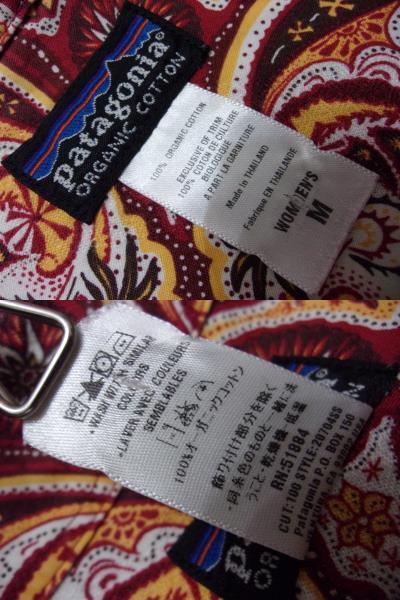 Patagonia®
ORGANIC COTTON
100% ORGANIC COTTON
EXCLUSIVE OF TRIM
100% COTON DE CULTURE
BIOLOGIQUE
A PART LA GARNITURE
Made in THAILAND
Fabriqué en THAILANDE
WOMEN'S
M
• WASH WITH SIMILAR
COLORS
• LAVER AVEC COULEURS
SEMBLABLES
100%オーガニックコットン
飾り付け部分を除く
・同系色のものと一緒に洗
うこと・乾燥機 低温
RN-51884
CUT:100 STYLE:
Patagonia P.O. BOX 150
Patag
OR